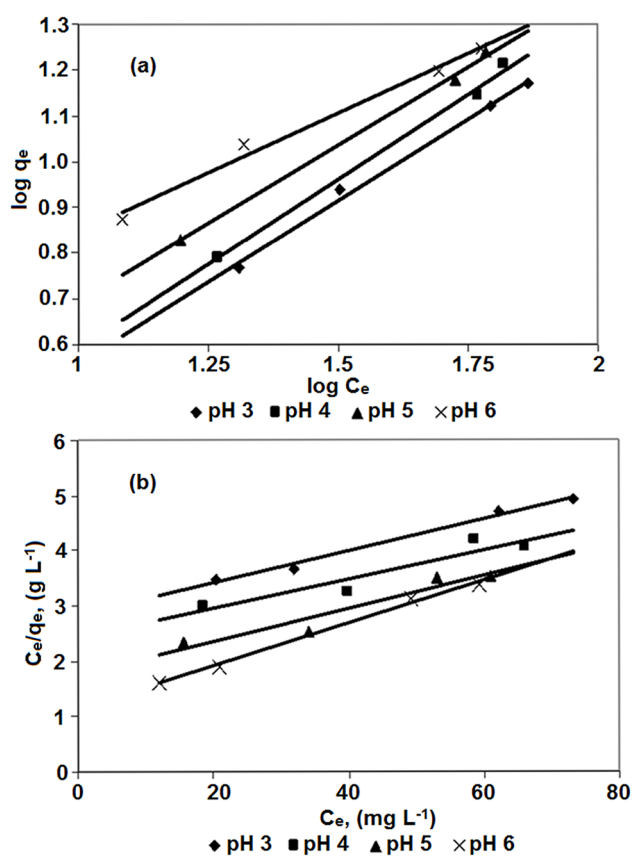 1.3
(a)
1.2
1.1
1.0
0.9
0.8
0.7
0.6
log qe
1 1.25 1.5 1.75 2
log Ce
pH 3 pH 4 pH 5 pH 6
6
(b)
5
4
3
2
1
0
Ce/qe, (g L-1)
0 20 40 60 80
Ce, (mg L-1)
pH 3 pH 4 pH 5 pH 6